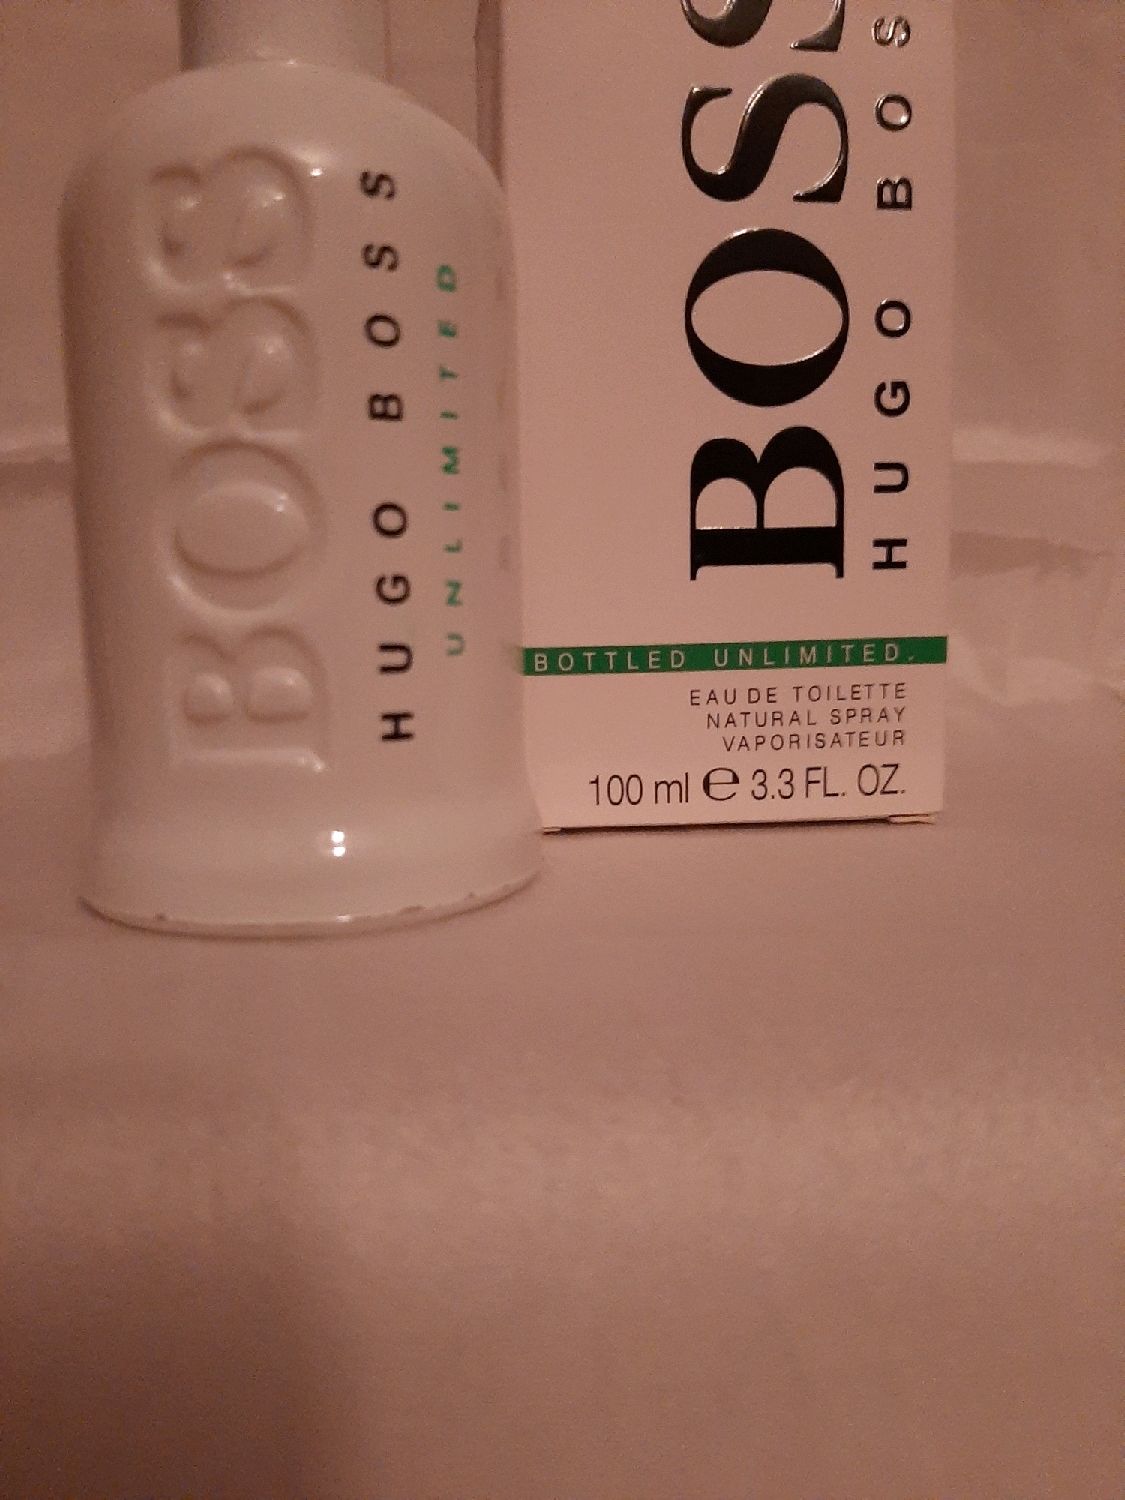 BOSS
HUGO BOSS
UNLIMITED
BOSS
HUGO BOS
BOTTLED UNLIMITED.
EAU DE TOILETTE
NATURAL SPRAY
VAPORISATEUR
100 ml e 3.3 FL. OZ.